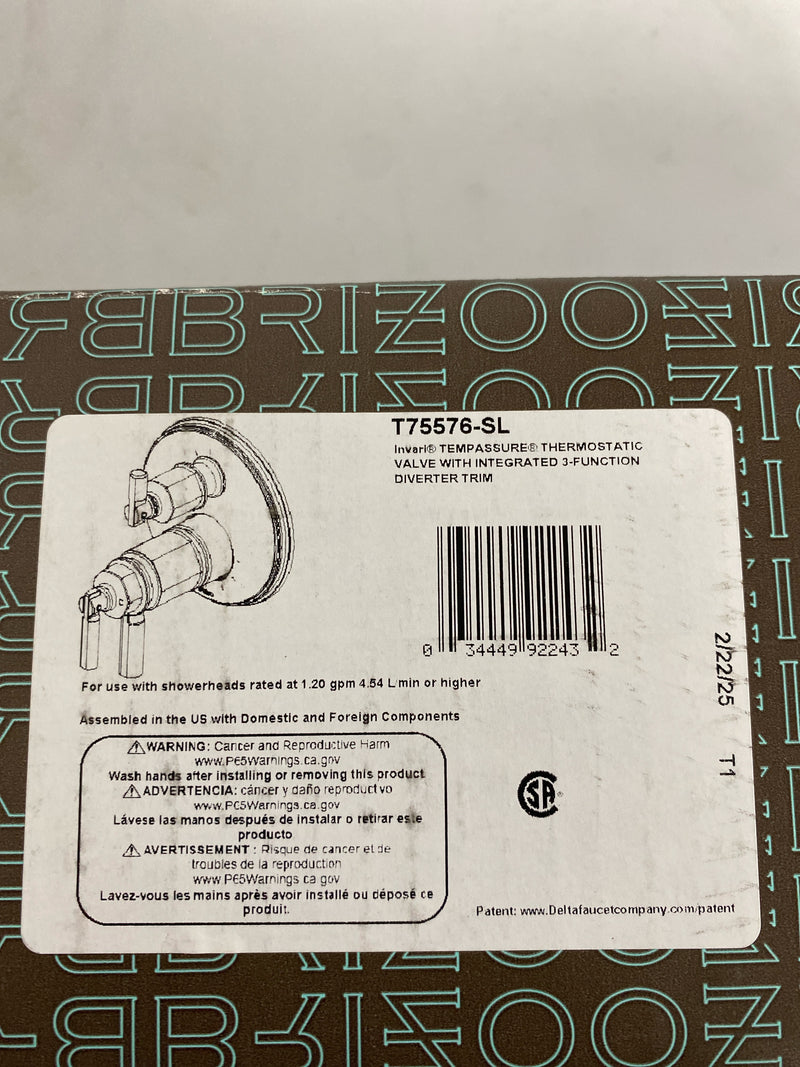 BRIZO
BRIZO
T75576-SL
Invari® TEMPASSURE® THERMOSTATIC
VALVE WITH INTEGRATED 3-FUNCTION
DIVERTER TRIM
0 34449 92243 2
For use with showerheads rated at 1.20 gpm 4.54 L/min or higher
Assembled in the US with Domestic and Foreign Components
⚠WARNING: Cancer and Reproductive Harm
www.P65Warnings.ca.gov
Wash hands after installing or removing this product
⚠ADVERTENCIA: cáncer y daño reproductivo
www.P65Warnings.ca.gov
Lávese las manos después de instalar o retirar este
producto
⚠AVERTISSEMENT : Risque de cancer et de
troubles de la reproduction
www.P65Warnings.ca.gov
Lavez-vous les mains après avoir installé ou déposé ce
produit.
SA®
Patent: www.Deltafaucetcompany.com/patent
2/22/25 T1
BRIZO
BRIZO